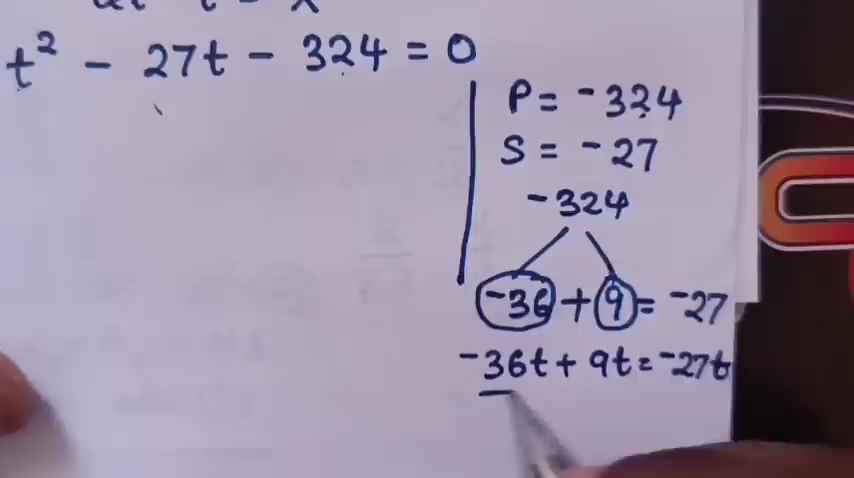 t² - 27t - 324 = 0
P = -324
S = -27
-324
-36 + 9 = -27
-36t + 9t = -27t